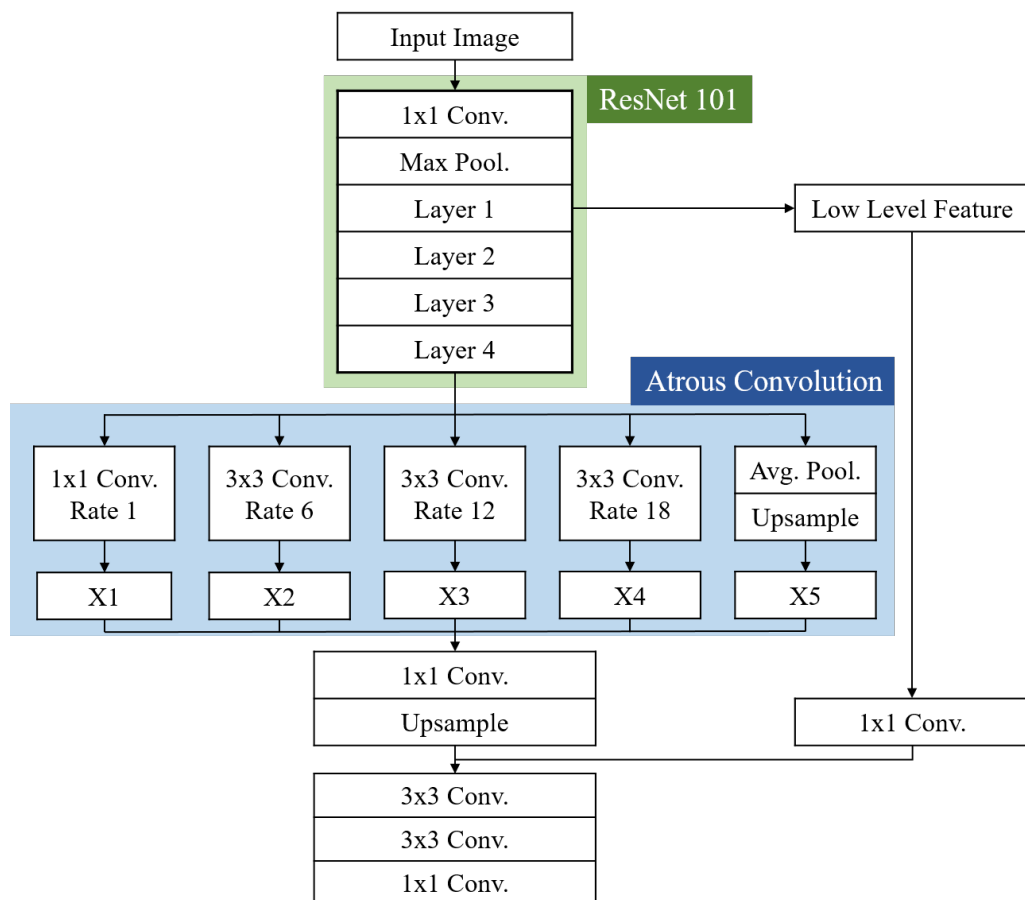 Input Image
ResNet 101
1x1 Conv.
Max Pool.
Layer 1
Low Level Feature
Layer 2
Layer 3
Layer 4
Atrous Convolution
1x1 Conv.
Rate 1
3x3 Conv.
Rate 6
3x3 Conv.
Rate 12
3x3 Conv.
Rate 18
Avg. Pool.
Upsample
X1
X2
X3
X4
X5
1x1 Conv.
Upsample
1x1 Conv.
3x3 Conv.
3x3 Conv.
1x1 Conv.